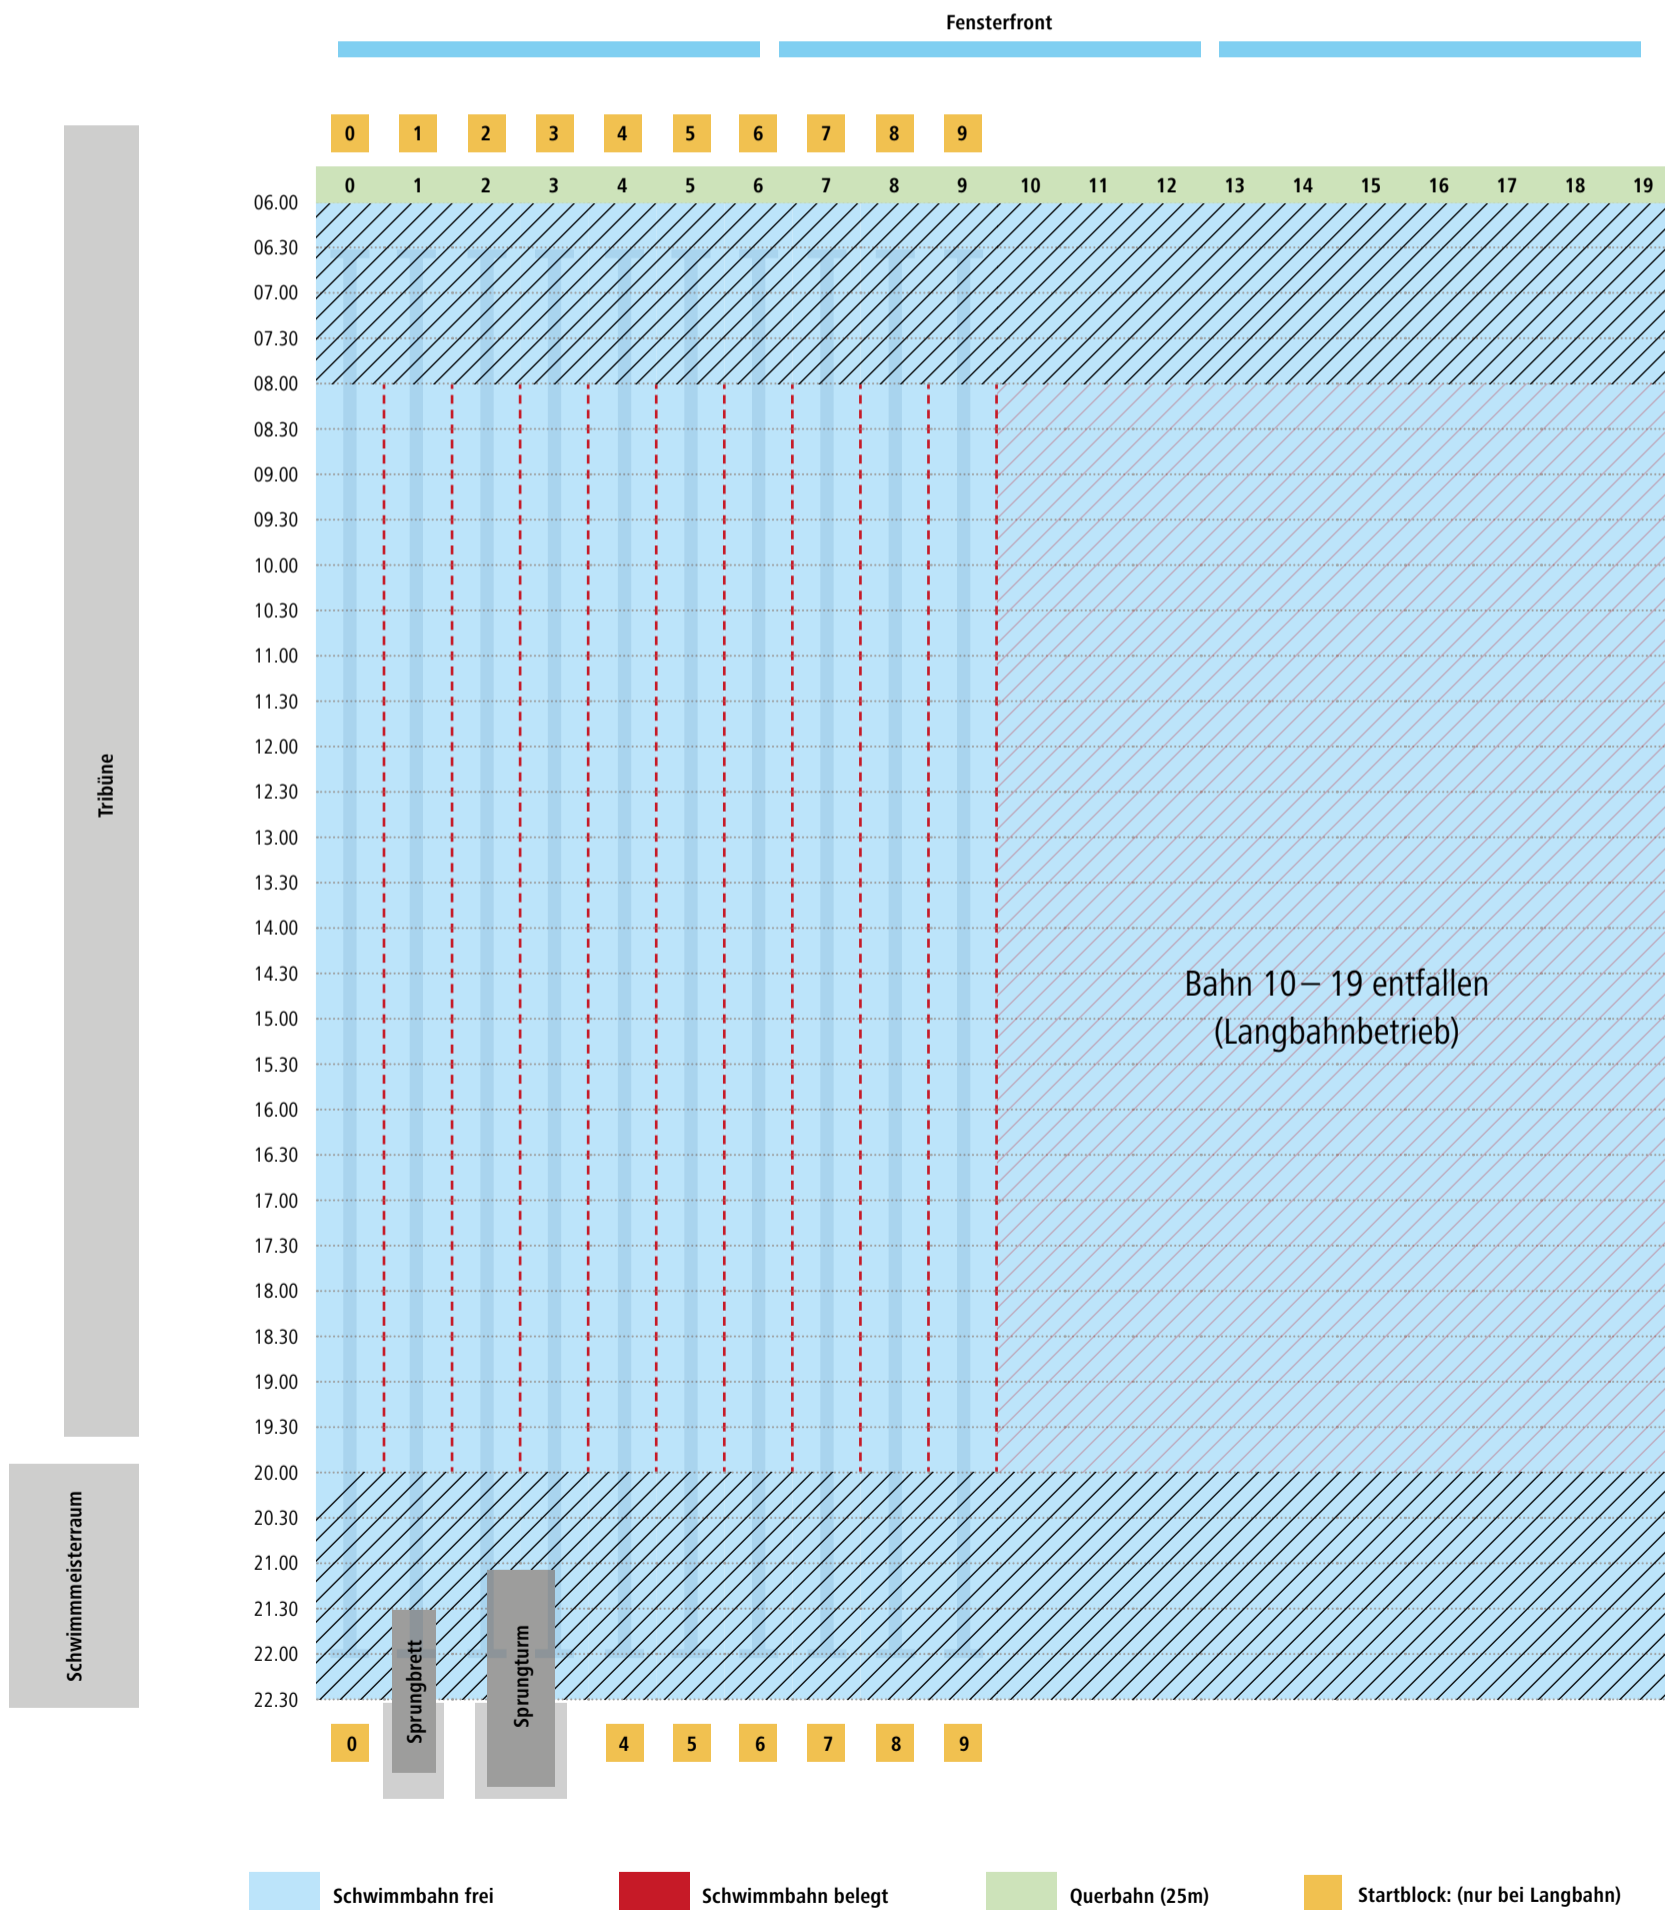 Fensterfront
0 1 2 3 4 5 6 7 8 9
0 1 2 3 4 5 6 7 8 9 10 11 12 13 14 15 16 17 18 19
06.00
06.30
07.00
07.30
08.00
08.30
09.00
09.30
10.00
10.30
11.00
11.30
12.00
12.30
13.00
13.30
14.00
14.30
15.00
15.30
16.00
16.30
17.00
17.30
18.00
18.30
19.00
19.30
20.00
20.30
21.00
21.30
22.00
22.30
Tribüne
Schwimmmeisterraum
Bahn 10 – 19 entfallen
(Langbahnbetrieb)
Sprungbrett
Sprungturm
0 4 5 6 7 8 9
Schwimmbahn frei
Schwimmbahn belegt
Querbahn (25m)
Startblock: (nur bei Langbahn)